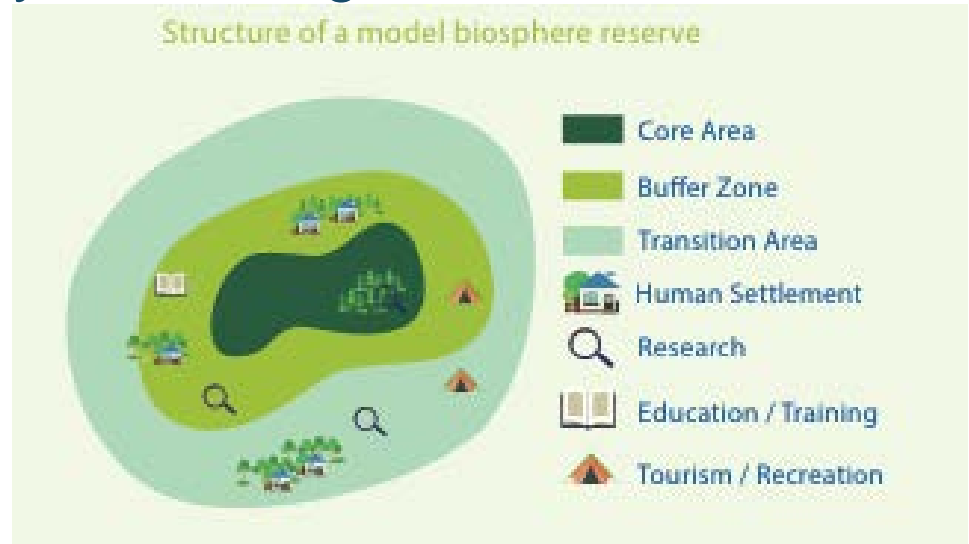 Structure of a model biosphere reserve
Core Area
Buffer Zone
Transition Area
Human Settlement
Research
Education / Training
Tourism / Recreation